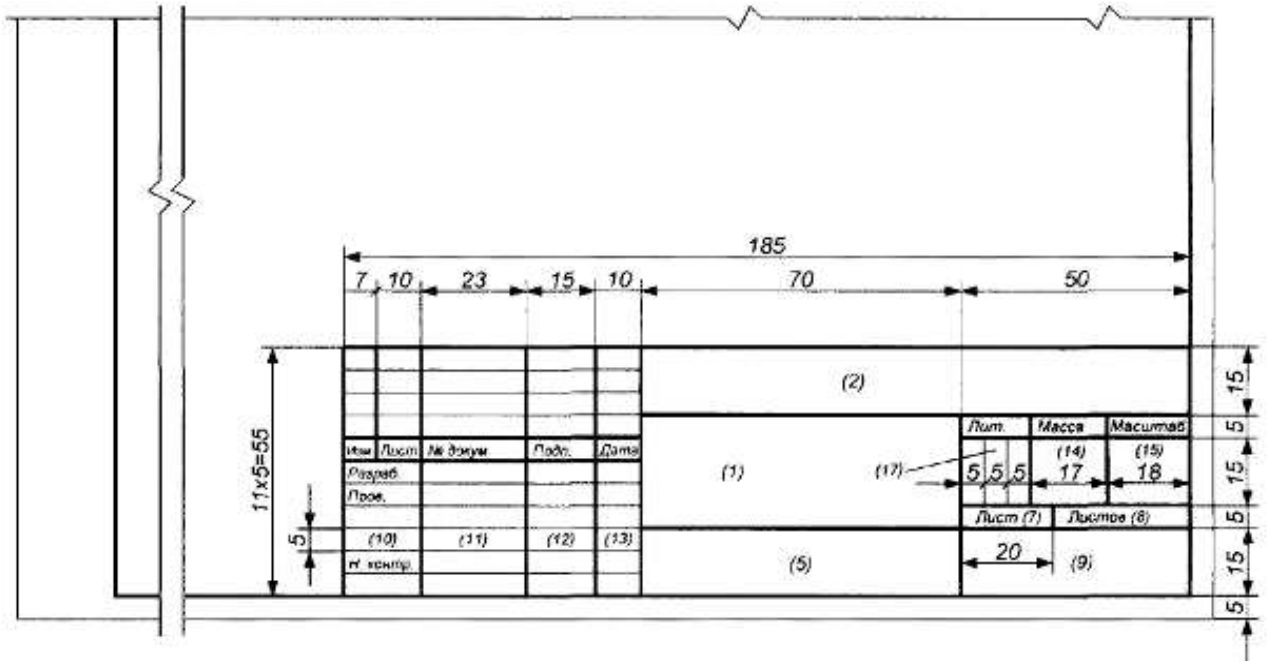 185
7 10 23 15 10 70 50
(2)
15
Лит. Масса Масштаб
5
11х5=55
Изм Лист № докум Подп. Дата
(1)
(17)
(14) (15)
5 5 5 17 18
15
Разраб.
Пров.
Лист (7) Листов (8)
5
5
(10) (11) (12) (13)
20
(5)
(9)
15
Н. контр.
5